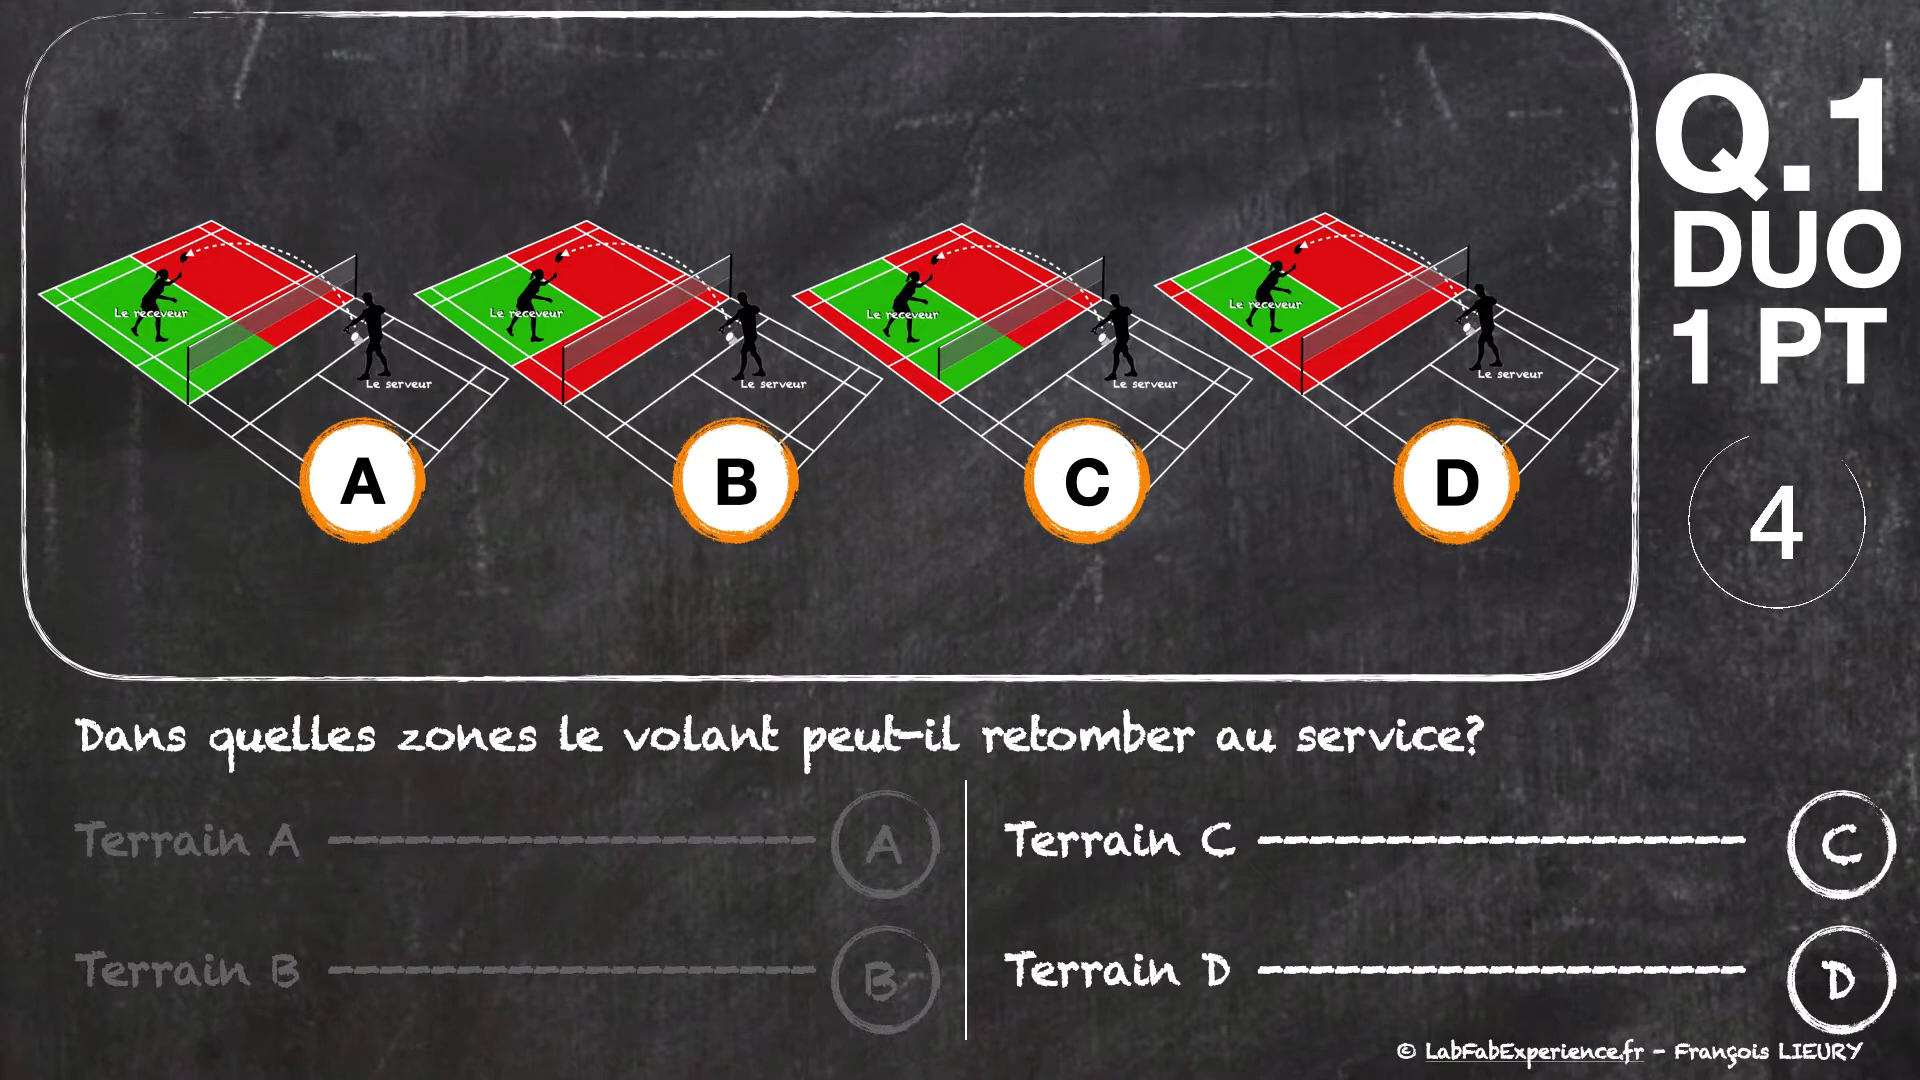 Q.1
DUO
1 PT
4
Le receveur
Le serveur
A
Le receveur
Le serveur
B
Le receveur
Le serveur
C
Le receveur
Le serveur
D
Dans quelles zones le volant peut-il retomber au service?
Terrain A ---------------- A
Terrain B ---------------- B
Terrain C ---------------- C
Terrain D ---------------- D
© LabFabExperience.fr - François LIEURY